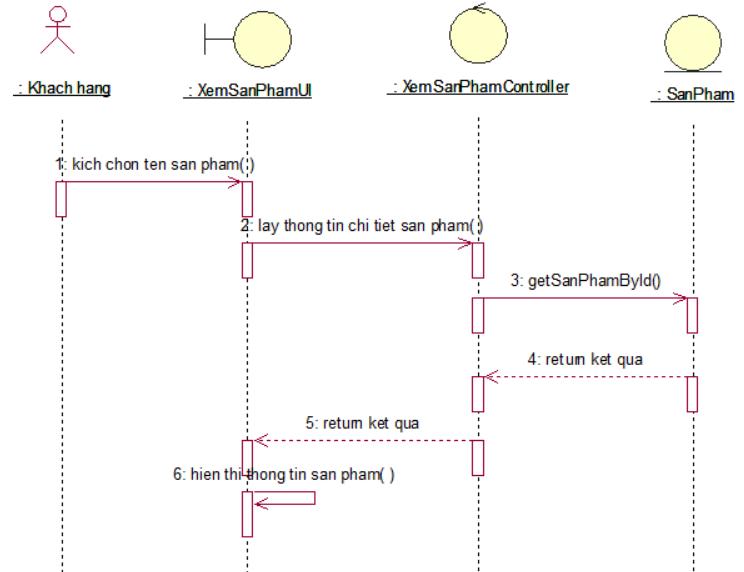 : Khach hang
: XemSanPhamUI
: XemSanPhamController
: SanPham
1: kich chon ten san pham( )
2: lay thong tin chi tiet san pham( )
3: getSanPhamById()
4: return ket qua
5: return ket qua
6: hien thi thong tin san pham( )